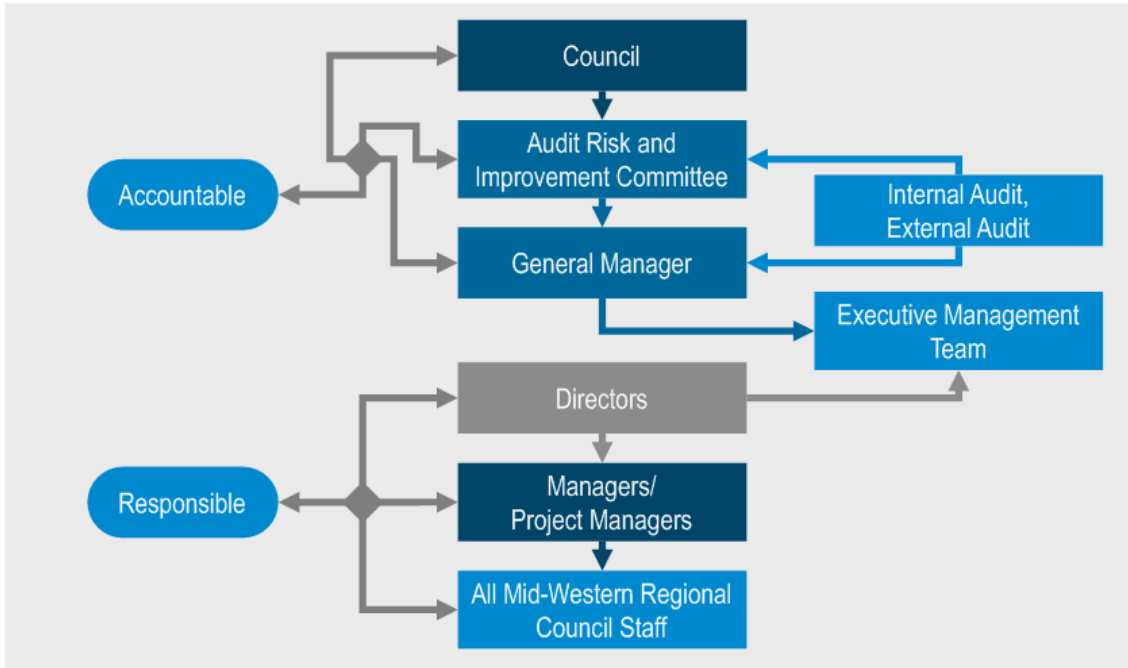 Council
Audit Risk and
Improvement Committee
Accountable
Internal Audit,
External Audit
General Manager
Executive Management
Team
Directors
Managers/
Project Managers
Responsible
All Mid-Western Regional
Council Staff